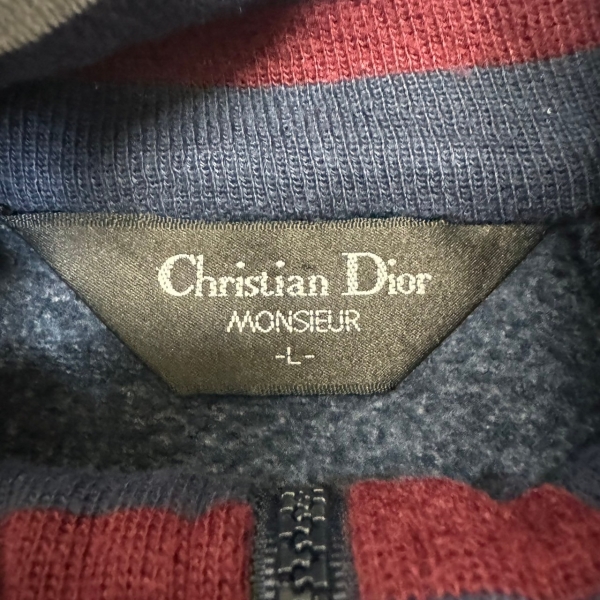 Christian Dior
MONSIEUR
-L-